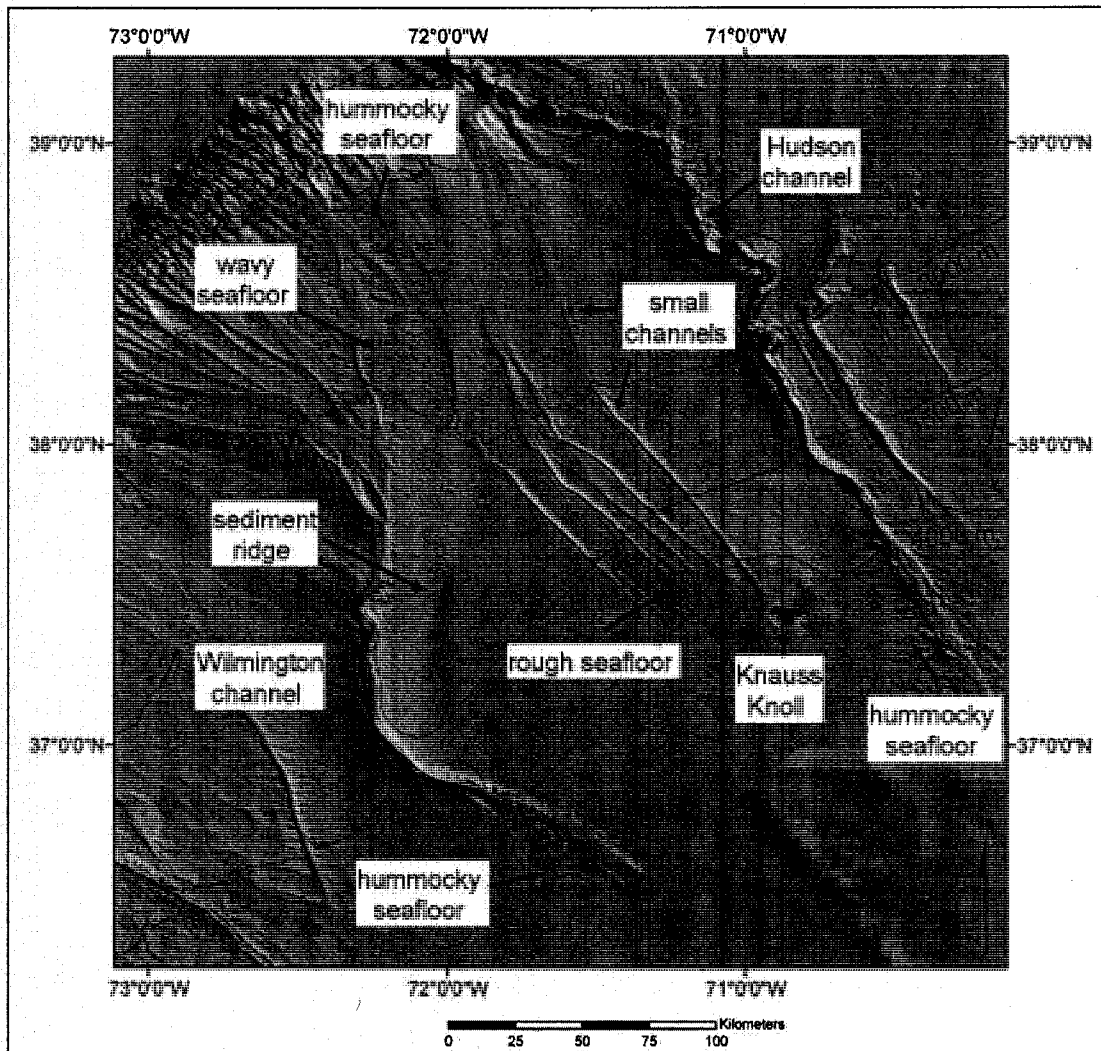 73°0'0"W
72°0'0"W
71°0'0"W
hummocky
seafloor
39°0'0"N
39°0'0"N
Hudson
channel
wavy
seafloor
small
channels
38°0'0"N
38°0'0"N
sediment
ridge
Wilmington
channel
rough seafloor
Knauss
Knoll
hummocky
seafloor
37°0'0"N
37°0'0"N
hummocky
seafloor
73°0'0"W
72°0'0"W
71°0'0"W
Kilometers
0 25 50 75 100